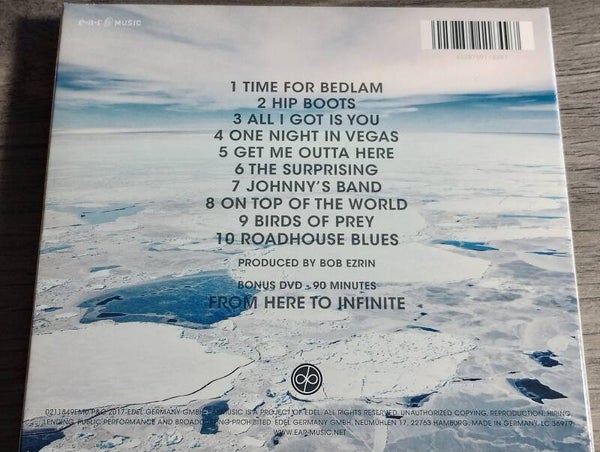 e·a·r MUSIC
1 TIME FOR BEDLAM
2 HIP BOOTS
3 ALL I GOT IS YOU
4 ONE NIGHT IN VEGAS
5 GET ME OUTTA HERE
6 THE SURPRISING
7 JOHNNY'S BAND
8 ON TOP OF THE WORLD
9 BIRDS OF PREY
10 ROADHOUSE BLUES
PRODUCED BY BOB EZRIN
BONUS DVD - 90 MINUTES
FROM HERE TO INFINITE
0211849EMU P&C 2017 EDEL GERMANY GMBH. EARMUSIC IS A PROJECT OF EDEL. ALL RIGHTS RESERVED. UNAUTHORIZED COPYING, REPRODUCTION, HIRING,
LENDING, PUBLIC PERFORMANCE AND BROADCASTING PROHIBITED. EDEL GERMANY GMBH, NEUMÜHLEN 17, 22763 HAMBURG. MADE IN GERMANY. LC 36919
WWW.EAR-MUSIC.NET